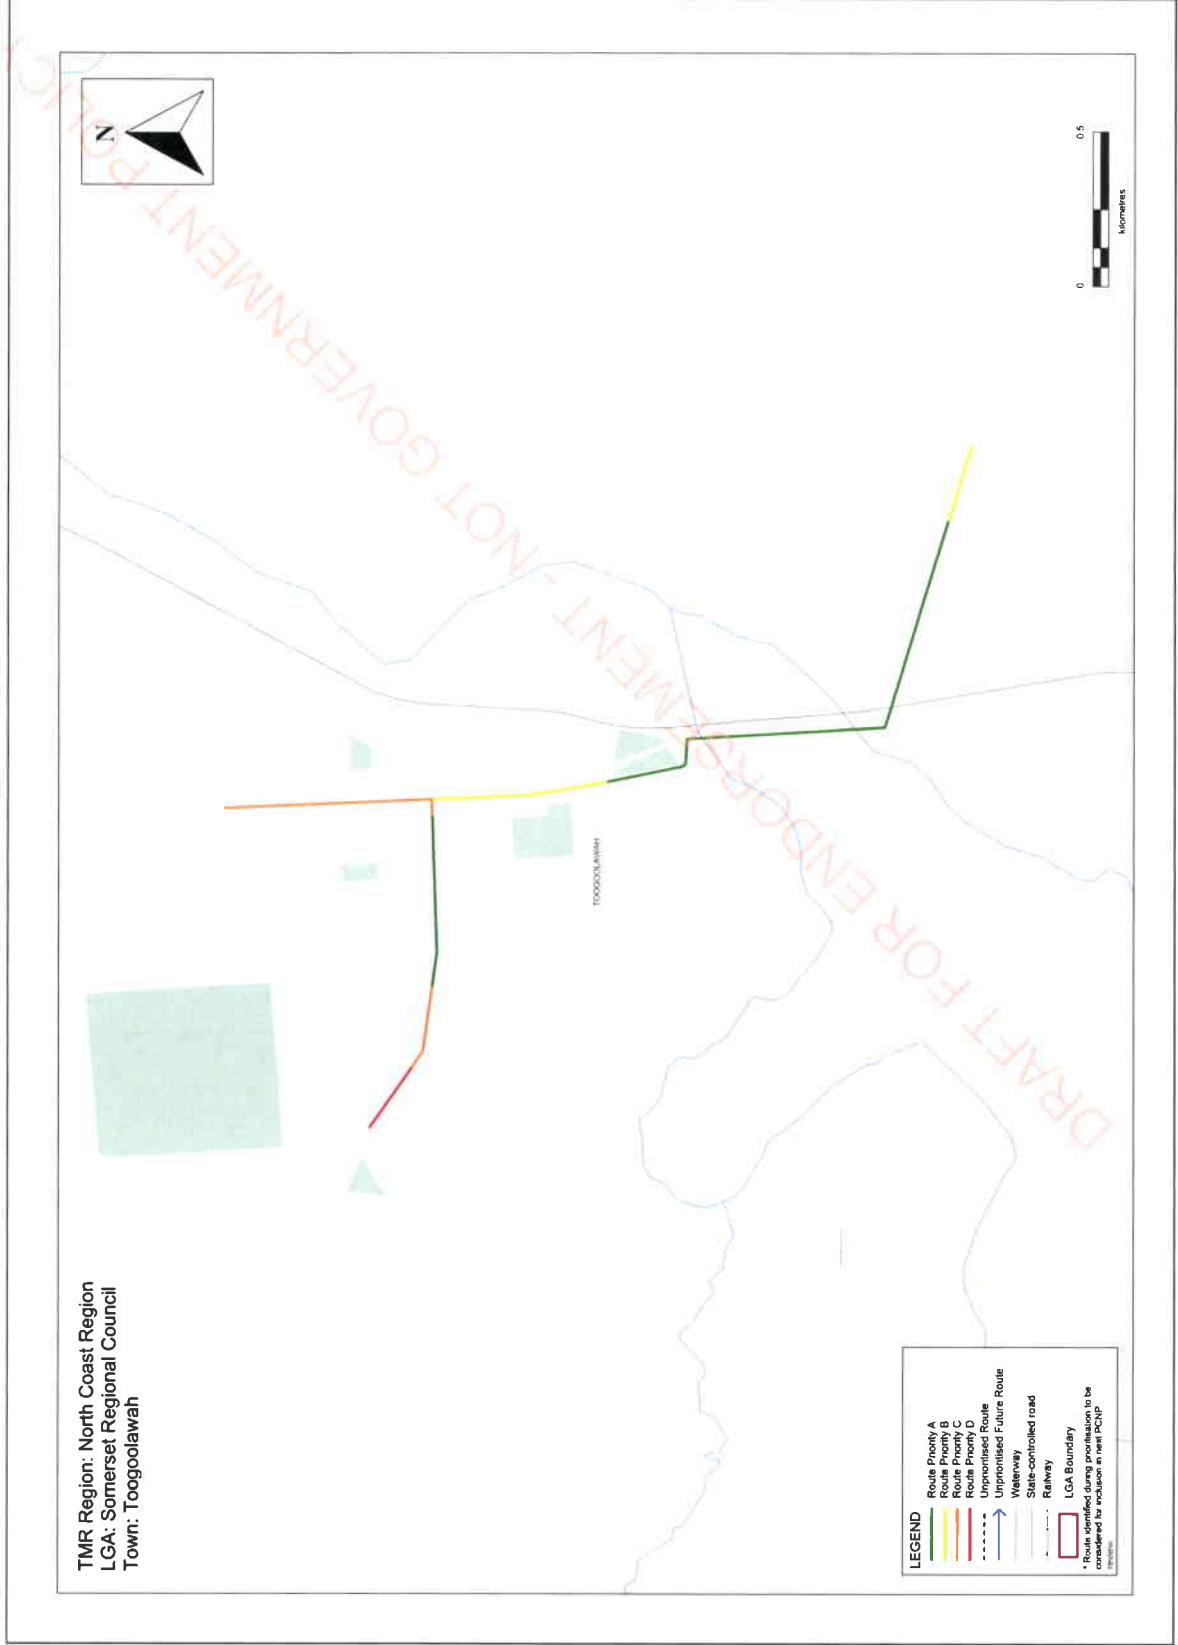 TMR Region: North Coast Region
LGA: Somerset Regional Council
Town: Toogoolawah
N
DRAFT FOR ENDORSEMENT - NOT GOVERNMENT POLICY
TOOGOOLAWAH
0 0.5
kilometres
LEGEND
Route Priority A
Route Priority B
Route Priority C
Route Priority D
Unprioritised Route
Unprioritised Future Route
Waterway
State-controlled road
Railway
LGA Boundary
* Route identified during prioritisation to be
considered for inclusion in next PCNP
review